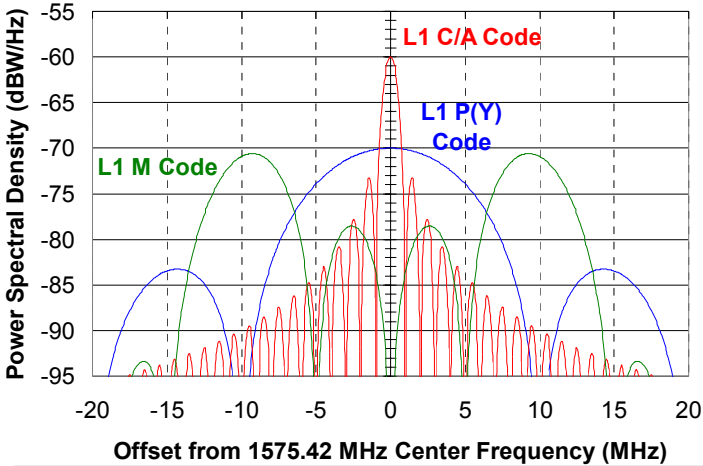 Power Spectral Density (dBW/Hz)
-55
-60
-65
-70
-75
-80
-85
-90
-95
L1 C/A Code
L1 P(Y)
Code
L1 M Code
-20 -15 -10 -5 0 5 10 15 20
Offset from 1575.42 MHz Center Frequency (MHz)